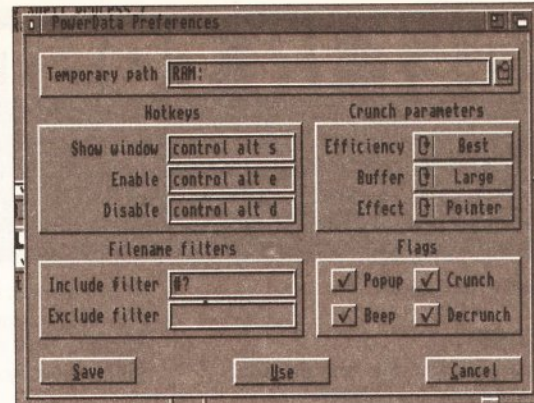 PowerData Preferences
Temporary path RAM:
Hotkeys
Show window control alt s
Enable control alt e
Disable control alt d
Crunch parameters
Efficiency Best
Buffer Large
Effect Pointer
Filename filters
Include filter #?
Exclude filter
Flags
Popup Crunch
Beep Decrunch
Save Use Cancel